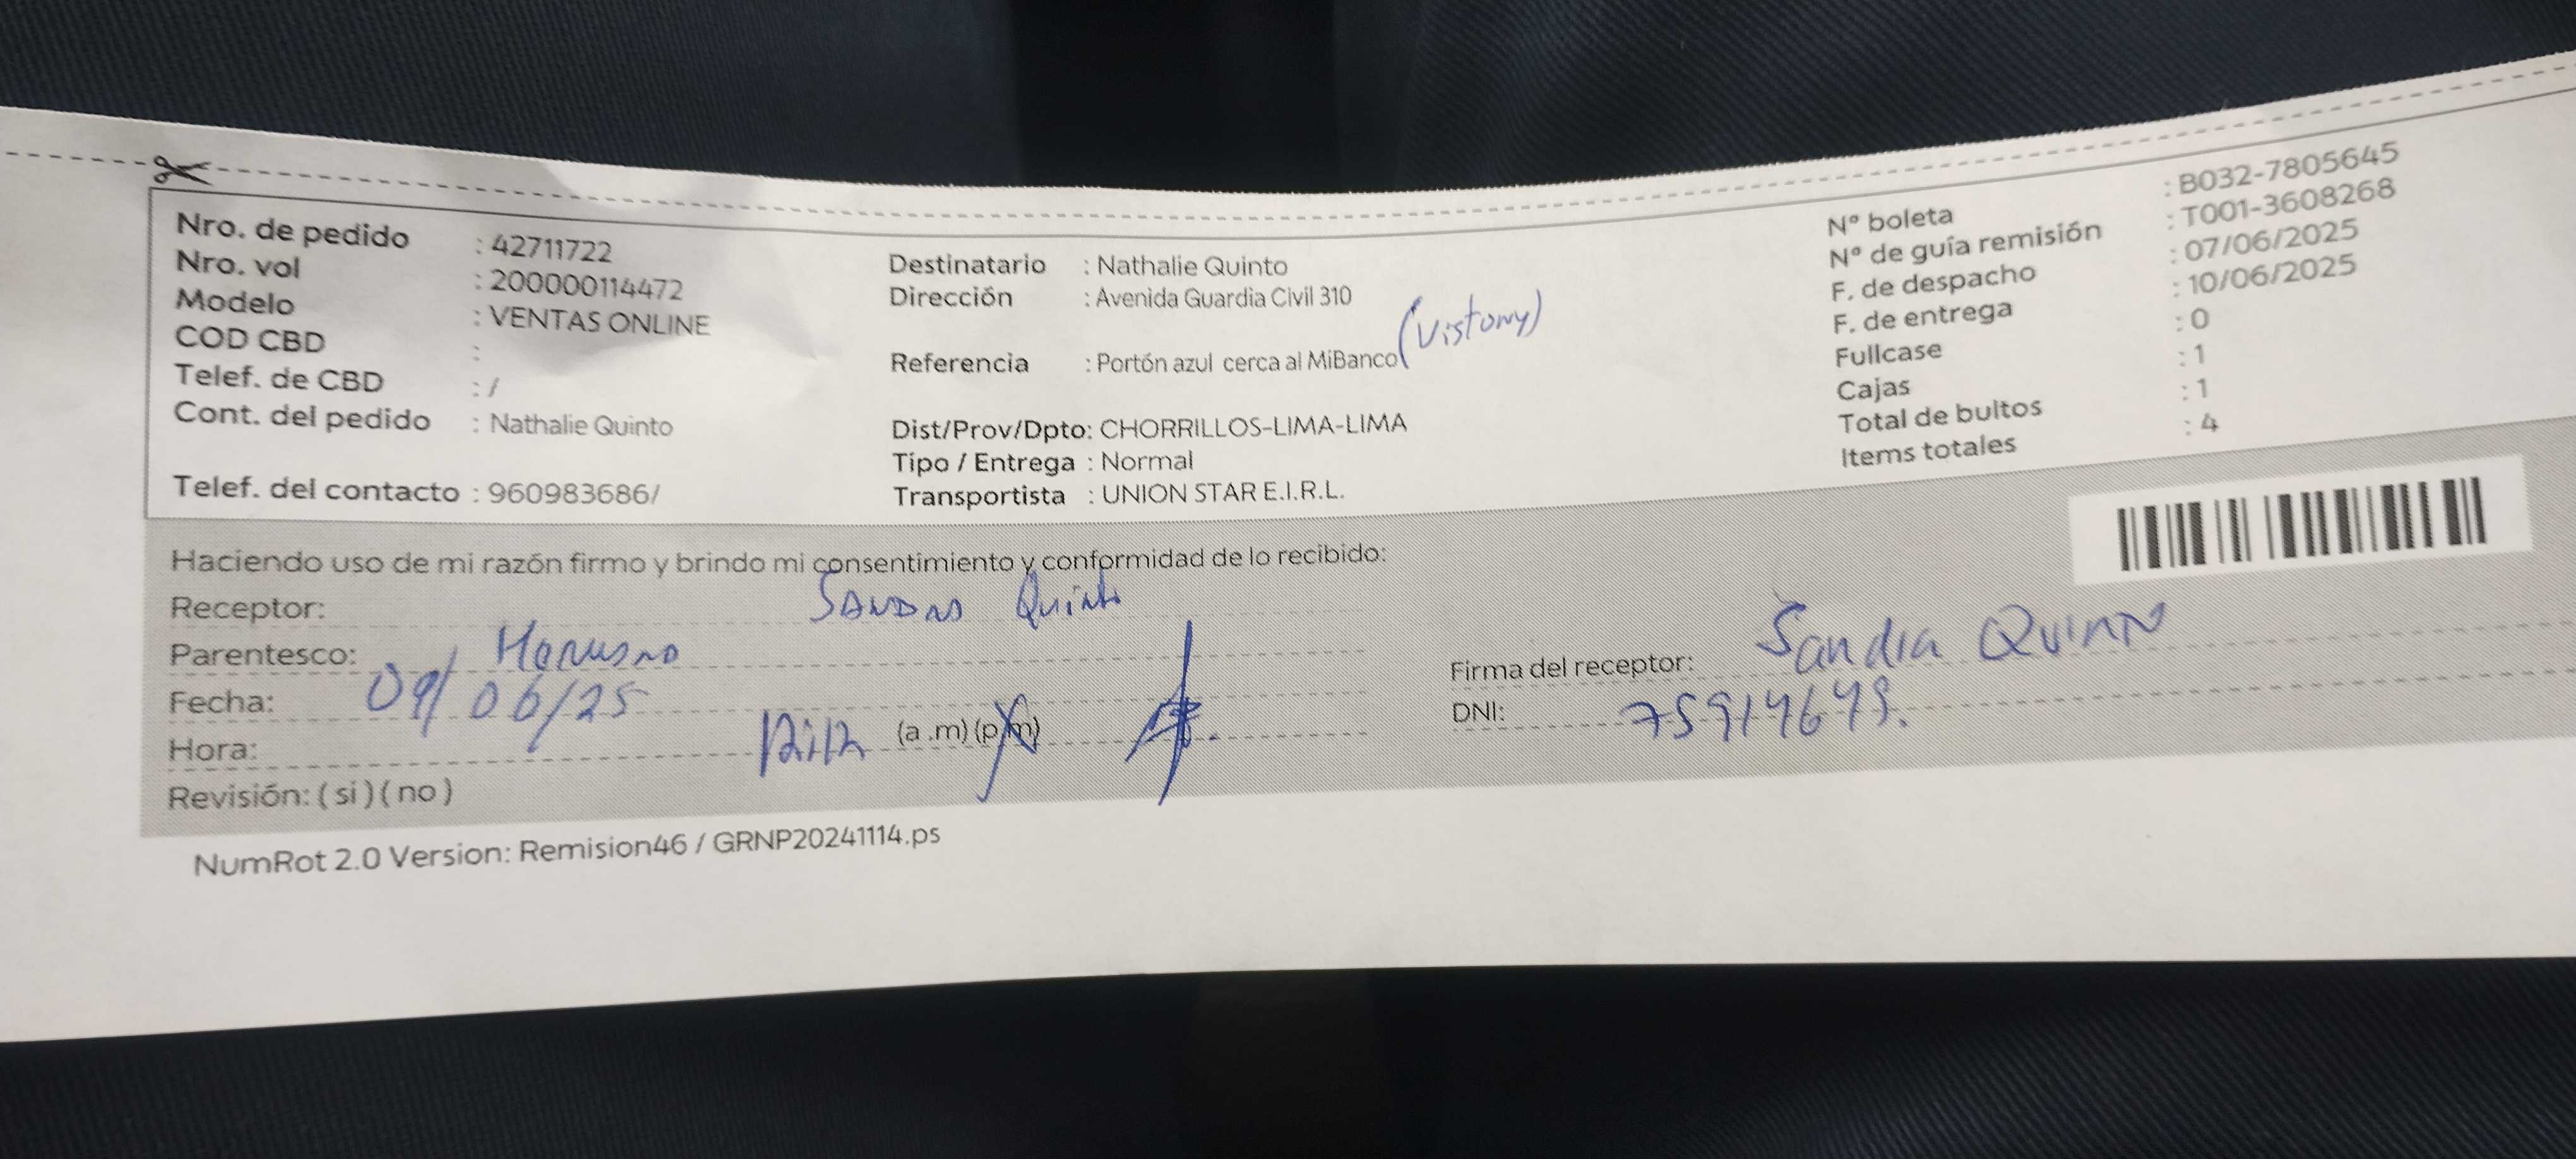 Nro. de pedido : 42711722
Nro. vol : 200000114472
Modelo : VENTAS ONLINE
COD CBD :
Telef. de CBD : /
Cont. del pedido : Nathalie Quinto
Telef. del contacto : 960983686/
Destinatario : Nathalie Quinto
Dirección : Avenida Guardia Civil 310
(Vistony)
Referencia : Portón azul cerca al MiBanco
Dist/Prov/Dpto: CHORRILLOS-LIMA-LIMA
Tipo / Entrega : Normal
Transportista : UNION STAR E.I.R.L.
N° boleta : B032-7805645
N° de guía remisión : T001-3608268
F. de despacho : 07/06/2025
F. de entrega : 10/06/2025
Fullcase : 0
Cajas : 1
Total de bultos : 1
Items totales : 4
Haciendo uso de mi razón firmo y brindo mi consentimiento y conformidad de lo recibido:
Receptor: Quinto
Parentesco:
Fecha: 09/06/25
Hora: (a .m) (p.m)
Revisión: ( si ) ( no )
Firma del receptor: Sandra Quinto
DNI:
NumRot 2.0 Version: Remision46 / GRNP20241114.ps